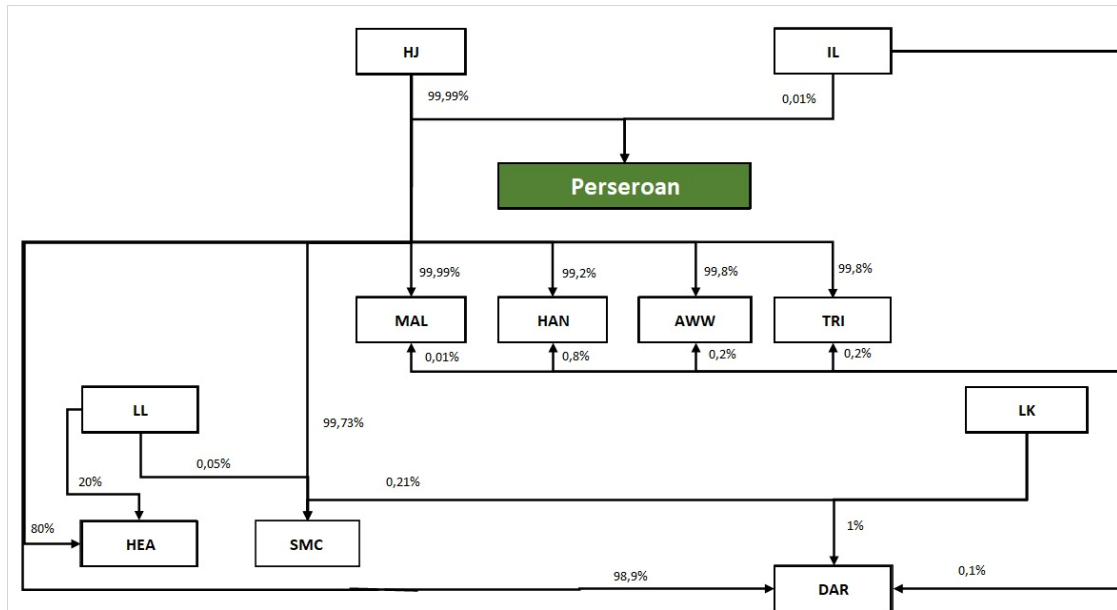 HJ
IL
99,99%
0,01%
Perseroan
99,99%
99,2%
99,8%
99,8%
MAL
HAN
AWW
TRI
0,01%
0,8%
0,2%
0,2%
LL
LK
99,73%
0,05%
20%
0,21%
80%
1%
HEA
SMC
98,9%
0,1%
DAR